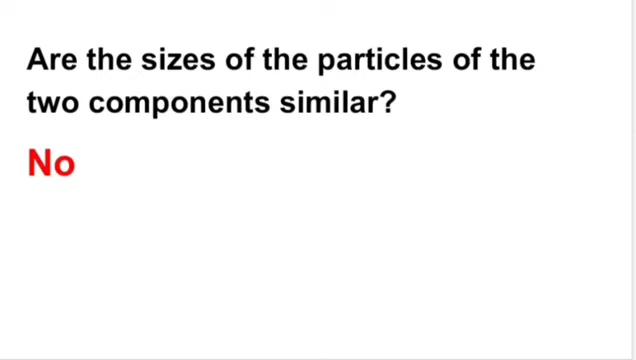 Are the sizes of the particles of the
two components similar?
No